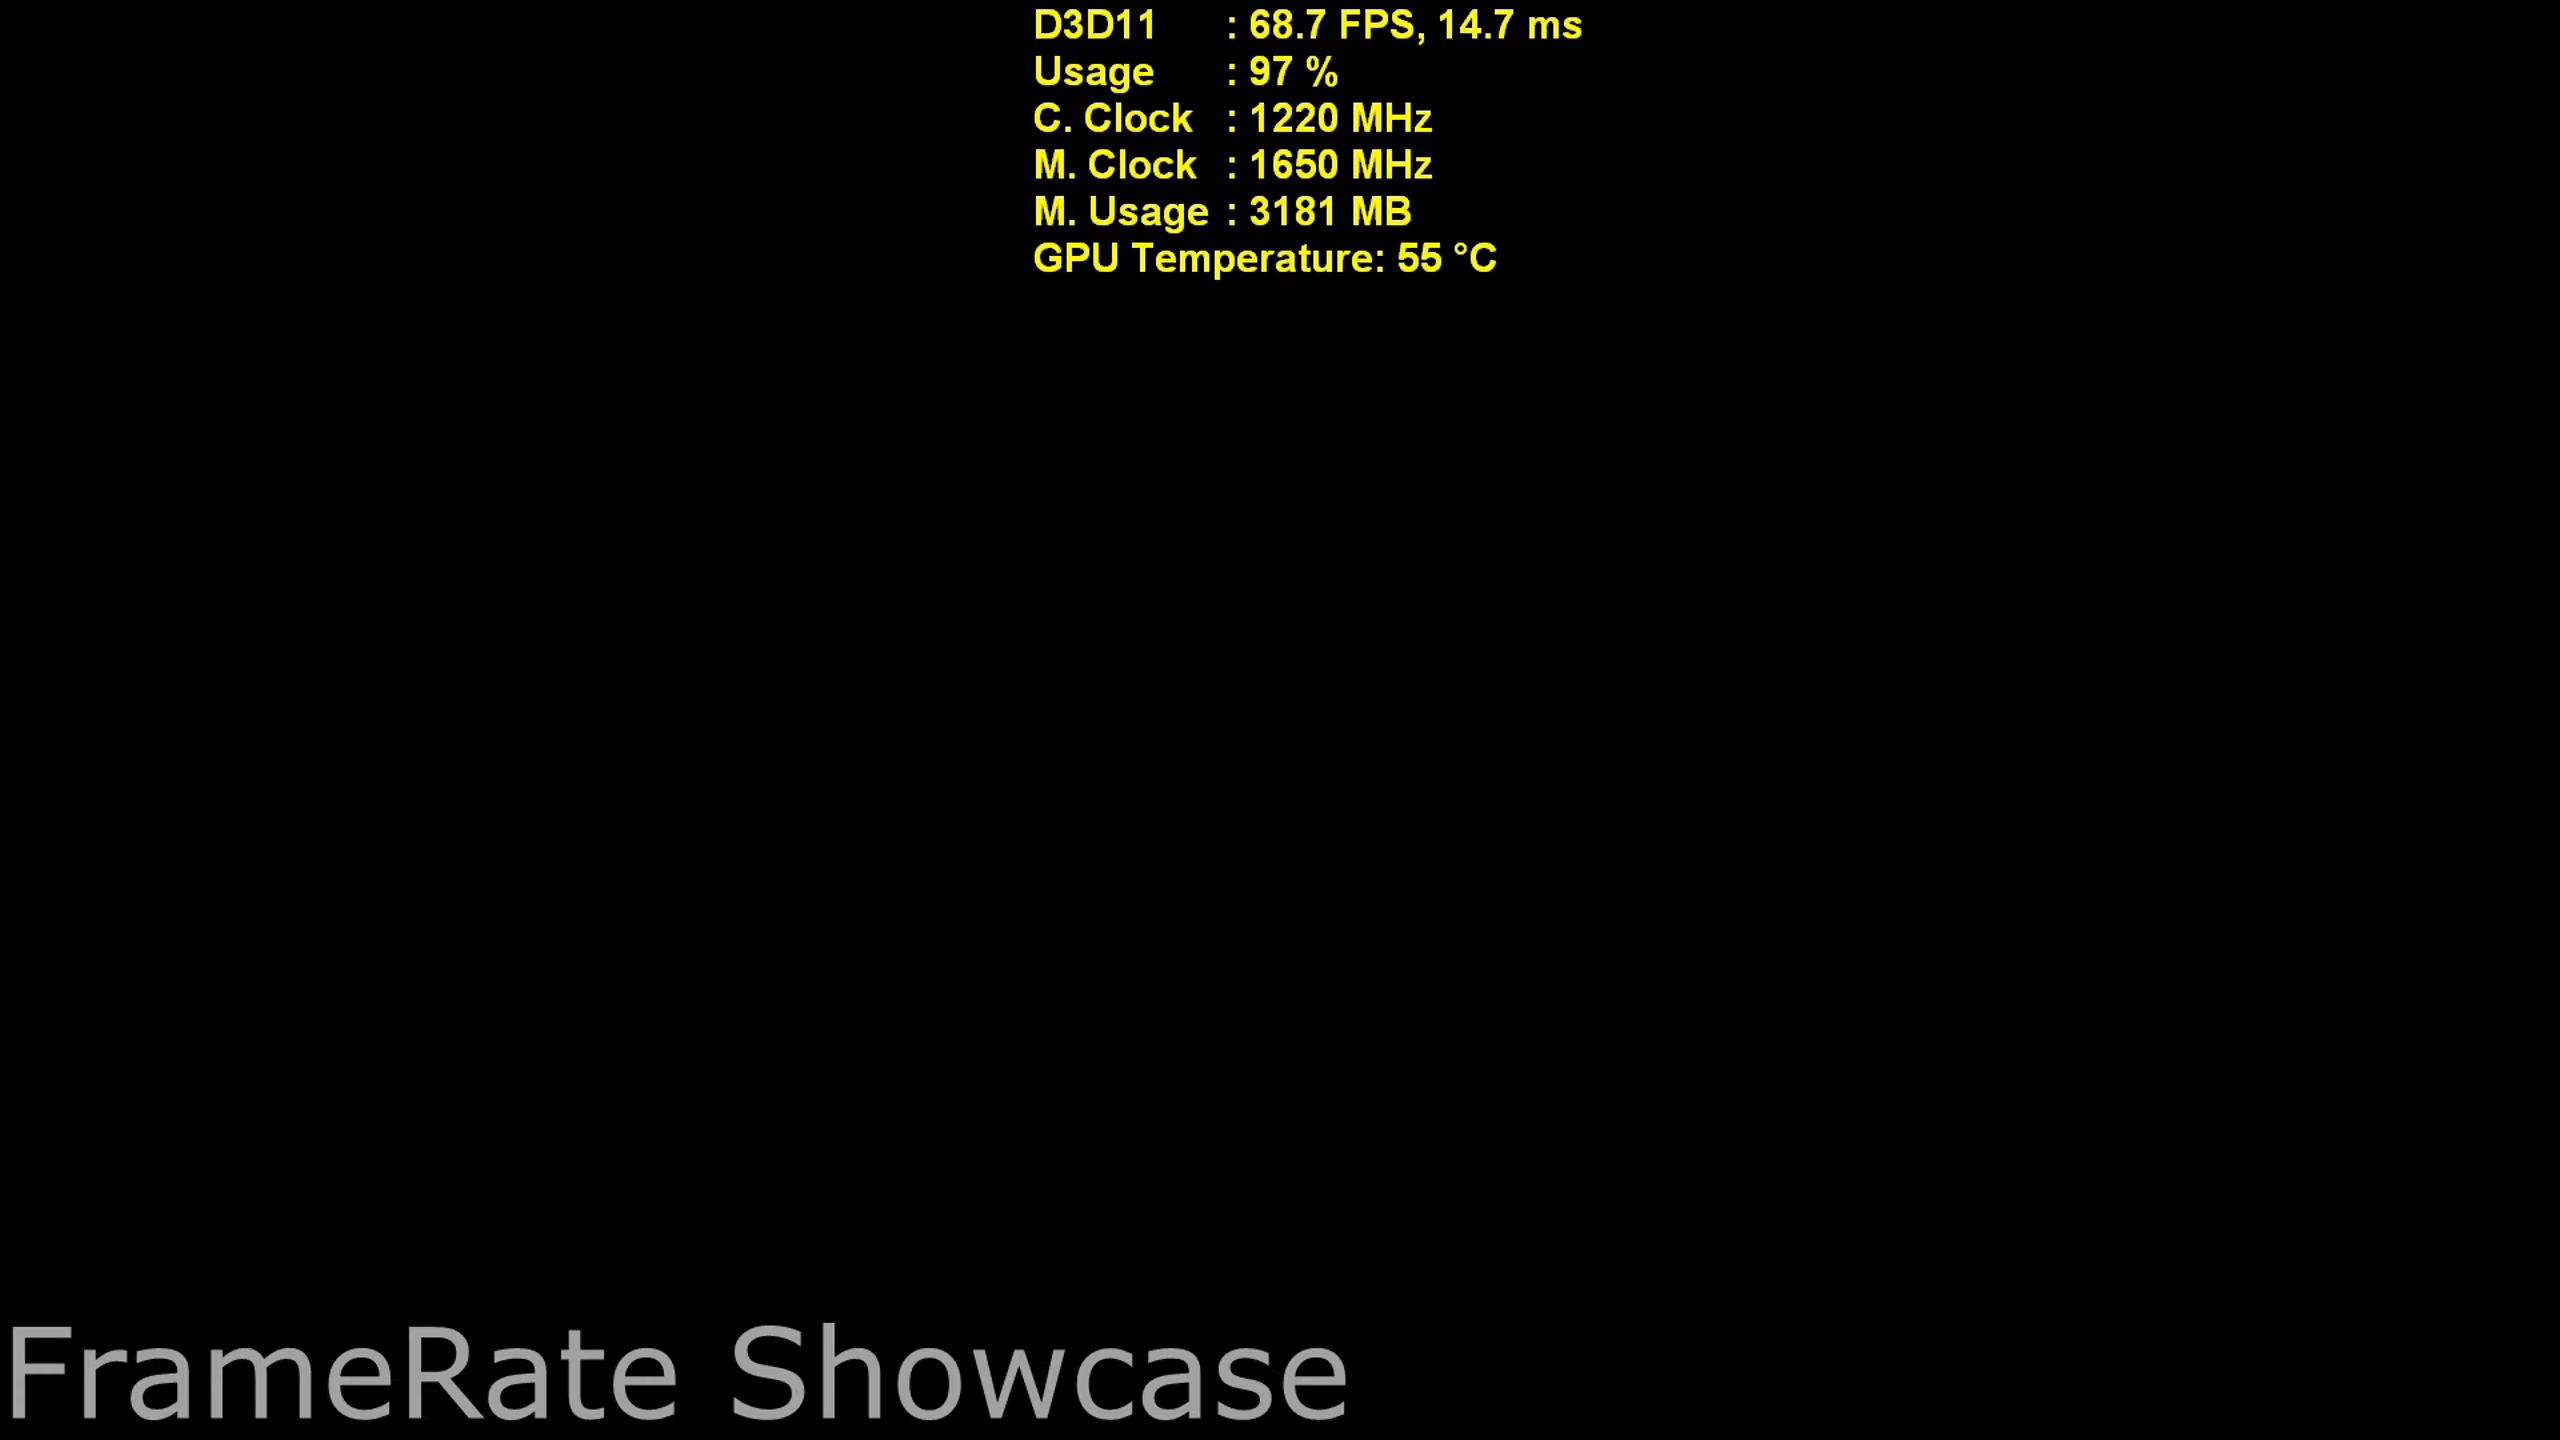 D3D11 : 68.7 FPS, 14.7 ms
Usage : 97 %
C. Clock : 1220 MHz
M. Clock : 1650 MHz
M. Usage : 3181 MB
GPU Temperature: 55 °C
FrameRate Showcase